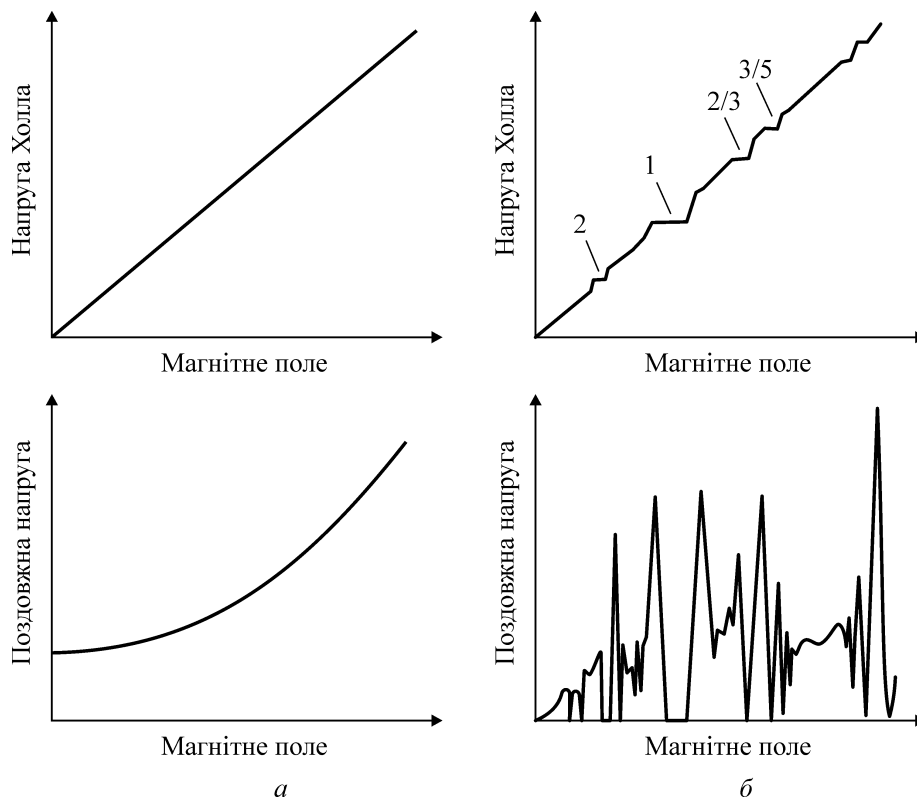 Напруга Холла
Магнітне поле
Напруга Холла
2
1
2/3
3/5
Магнітне поле
Поздовжна напруга
Магнітне поле
а
Поздовжна напруга
Магнітне поле
б